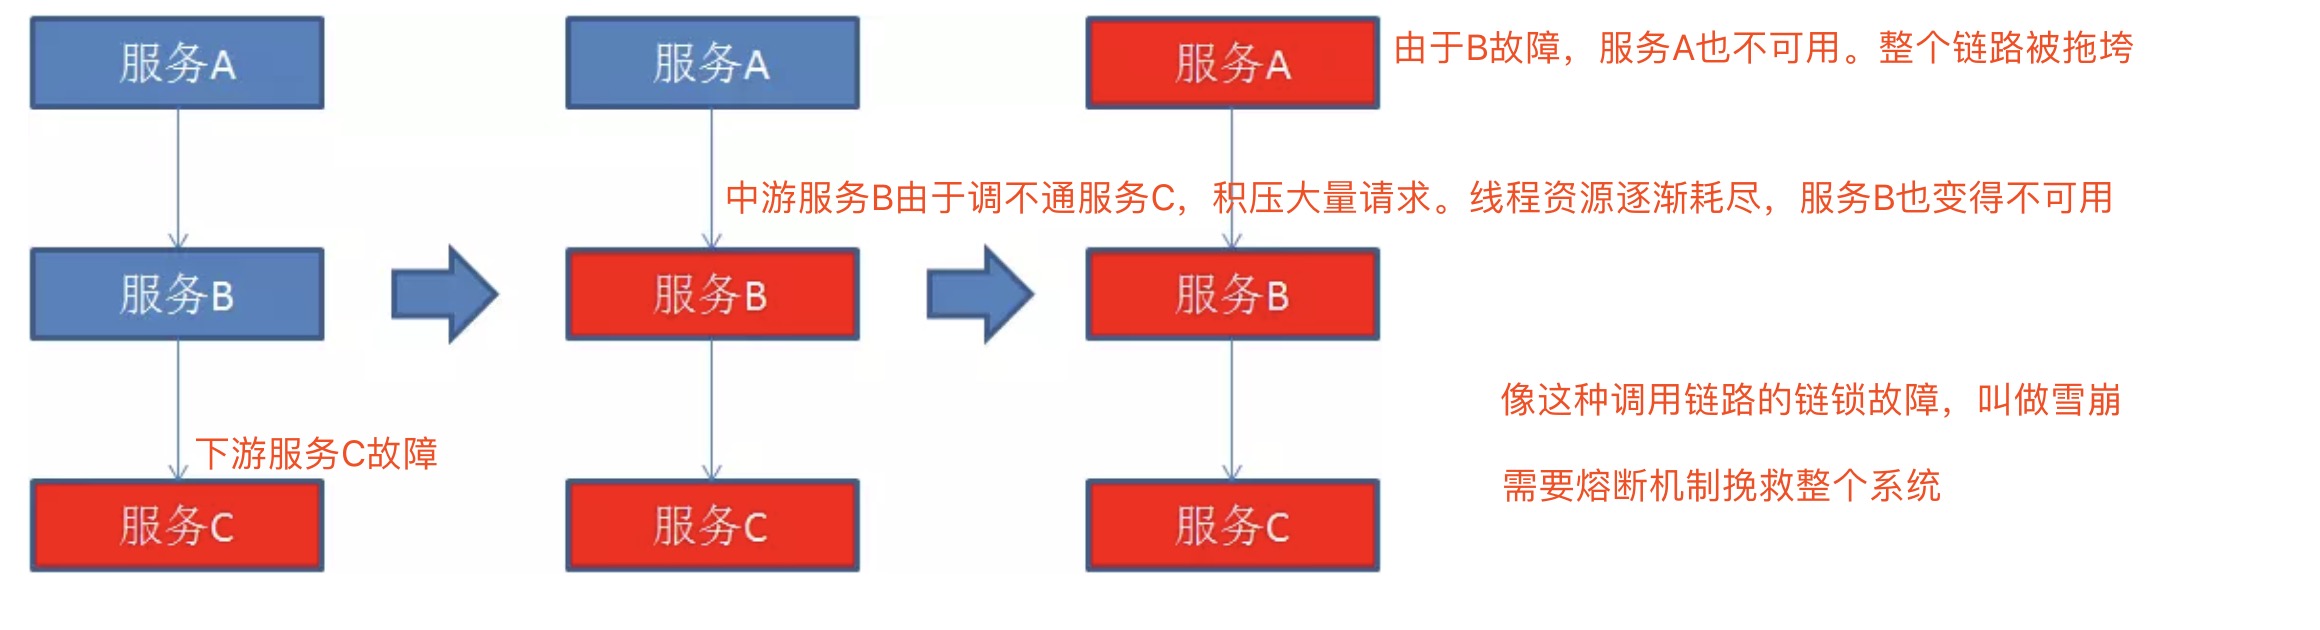 服务A
服务A
服务A
由于B故障，服务A也不可用。整个链路被拖垮
中游服务B由于调不通服务C，积压大量请求。线程资源逐渐耗尽，服务B也变得不可用
服务B
服务B
服务B
像这种调用链路的链锁故障，叫做雪崩
下游服务C故障
需要熔断机制挽救整个系统
服务C
服务C
服务C